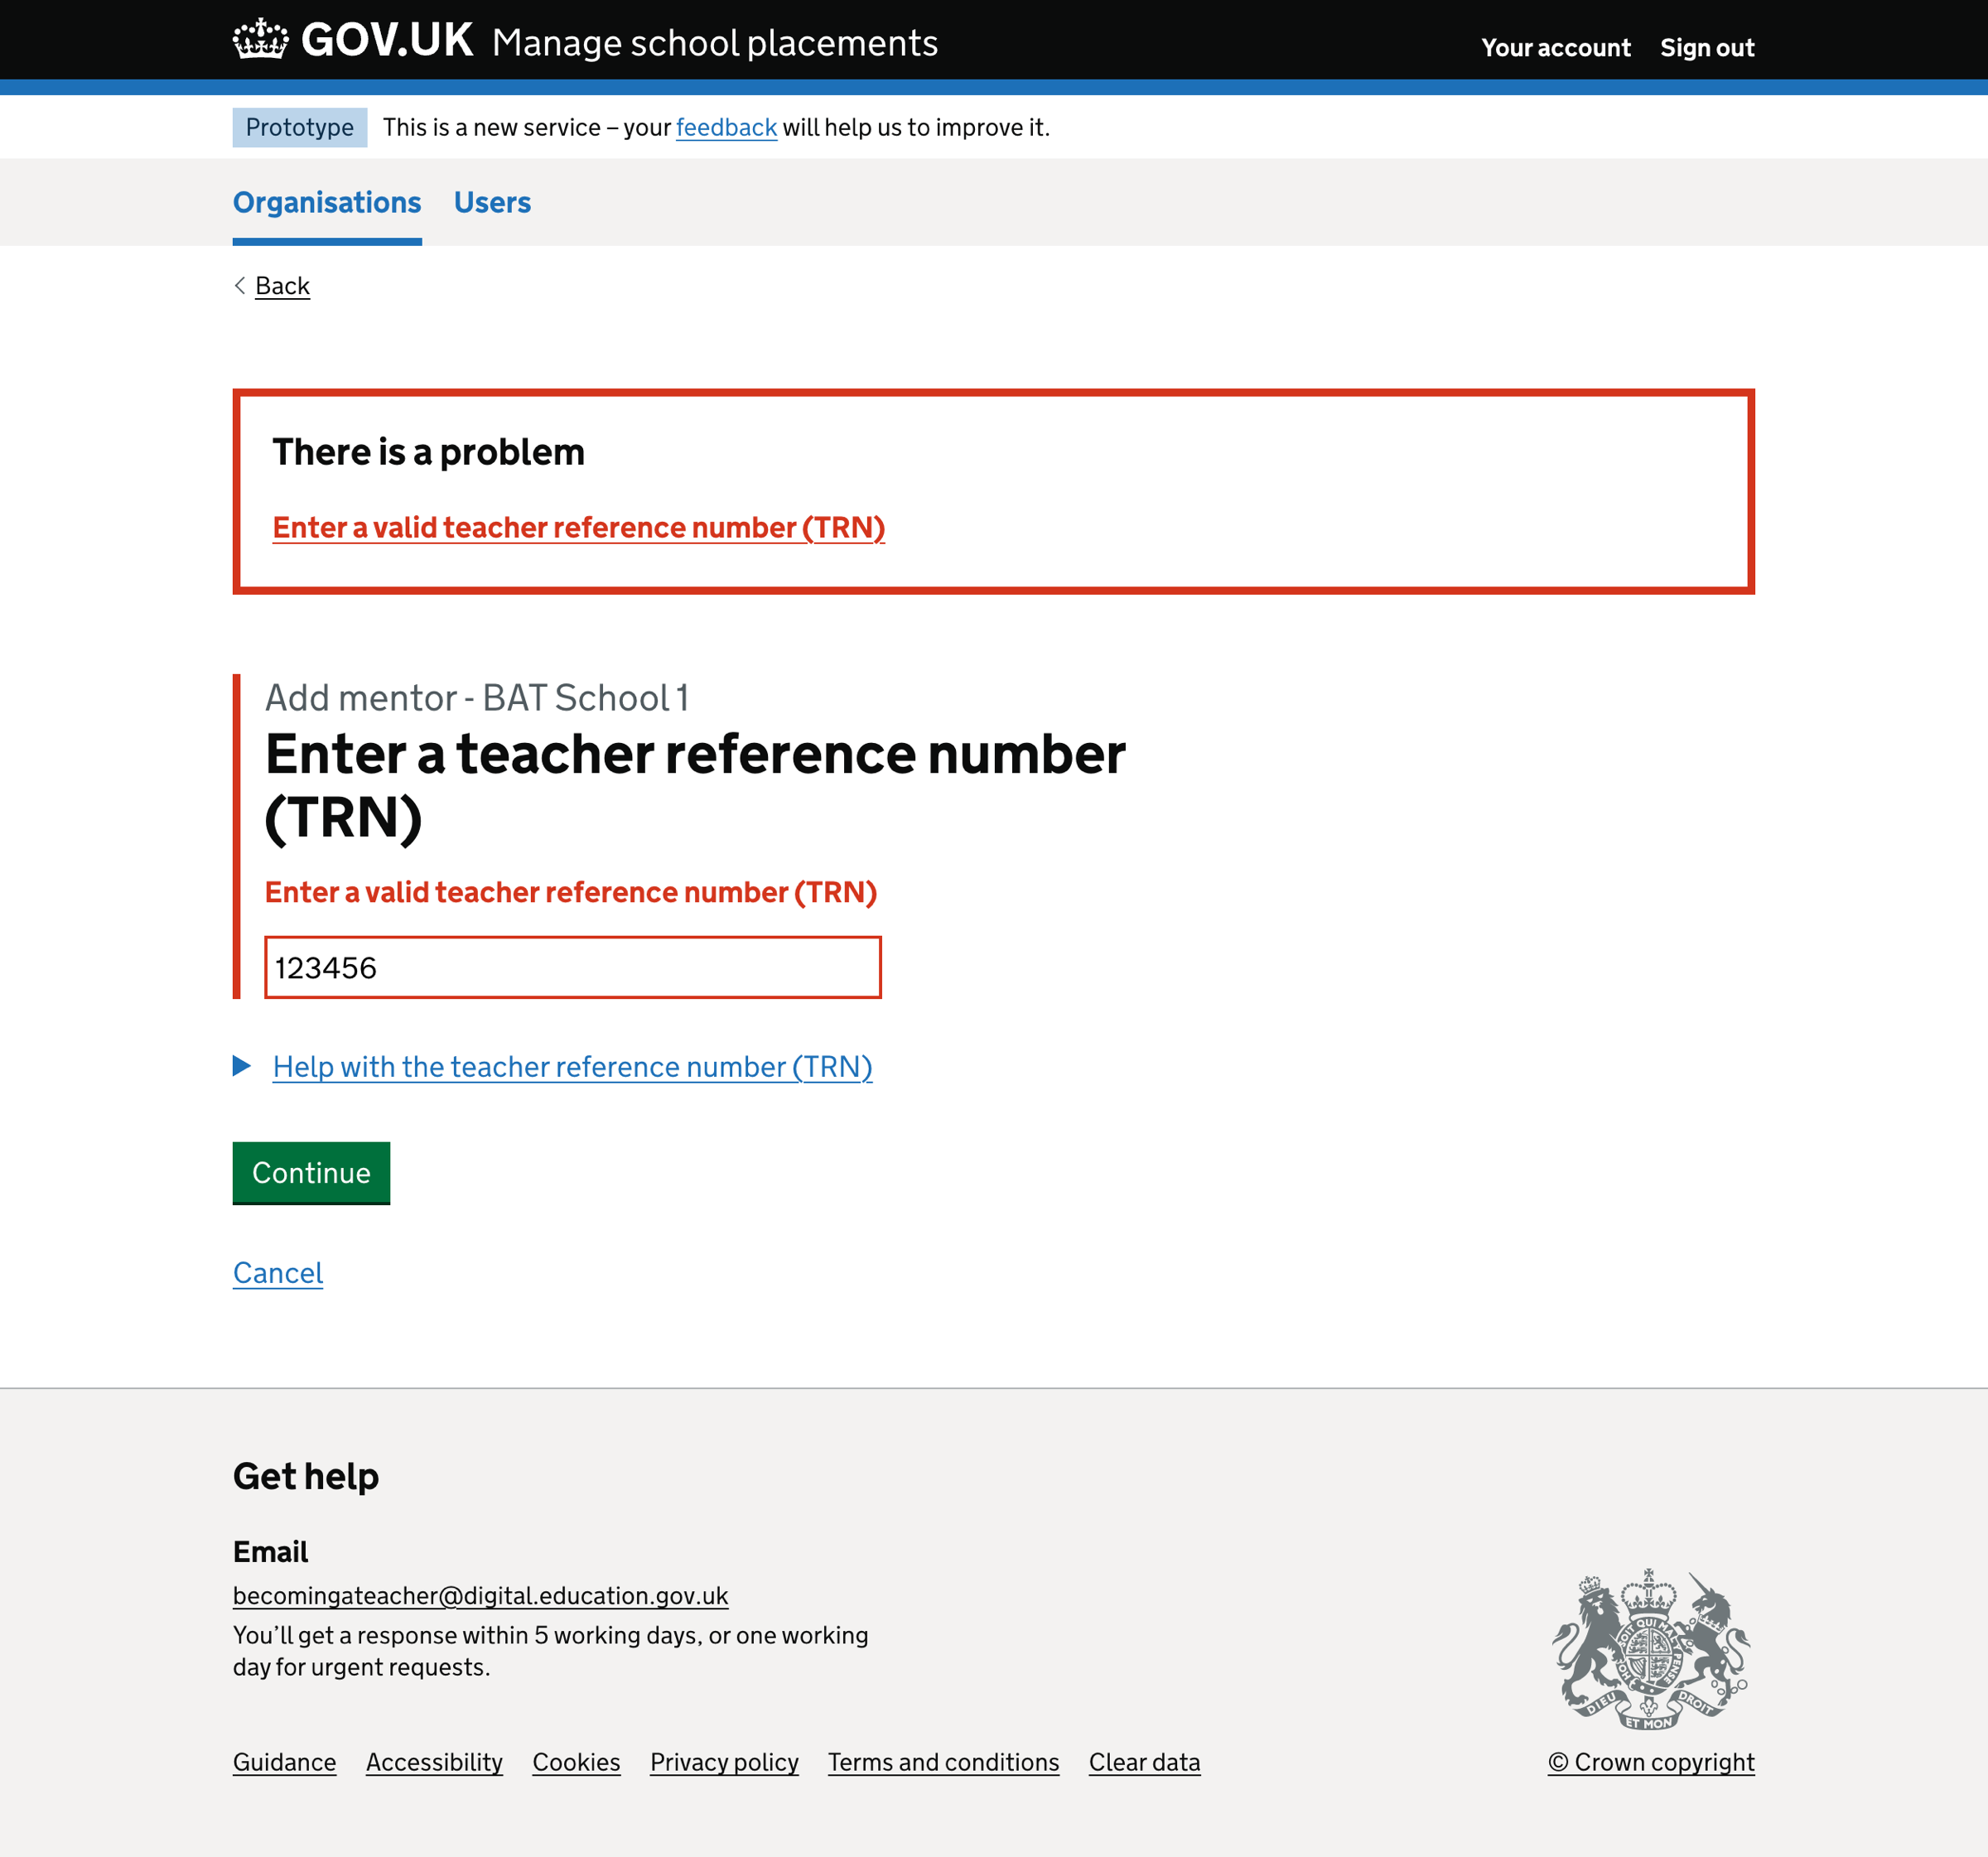 GOV.UK Manage school placements Your account Sign out
Prototype This is a new service – your feedback will help us to improve it.
Organisations Users
Back
There is a problem
Enter a valid teacher reference number (TRN)
Add mentor - BAT School 1
Enter a teacher reference number
(TRN)
Enter a valid teacher reference number (TRN)
123456
Help with the teacher reference number (TRN)
Continue
Cancel
Get help
Email
becomingateacher@digital.education.gov.uk
You’ll get a response within 5 working days, or one working
day for urgent requests.
DIEU ET MON DROIT
Guidance Accessibility Cookies Privacy policy Terms and conditions Clear data © Crown copyright